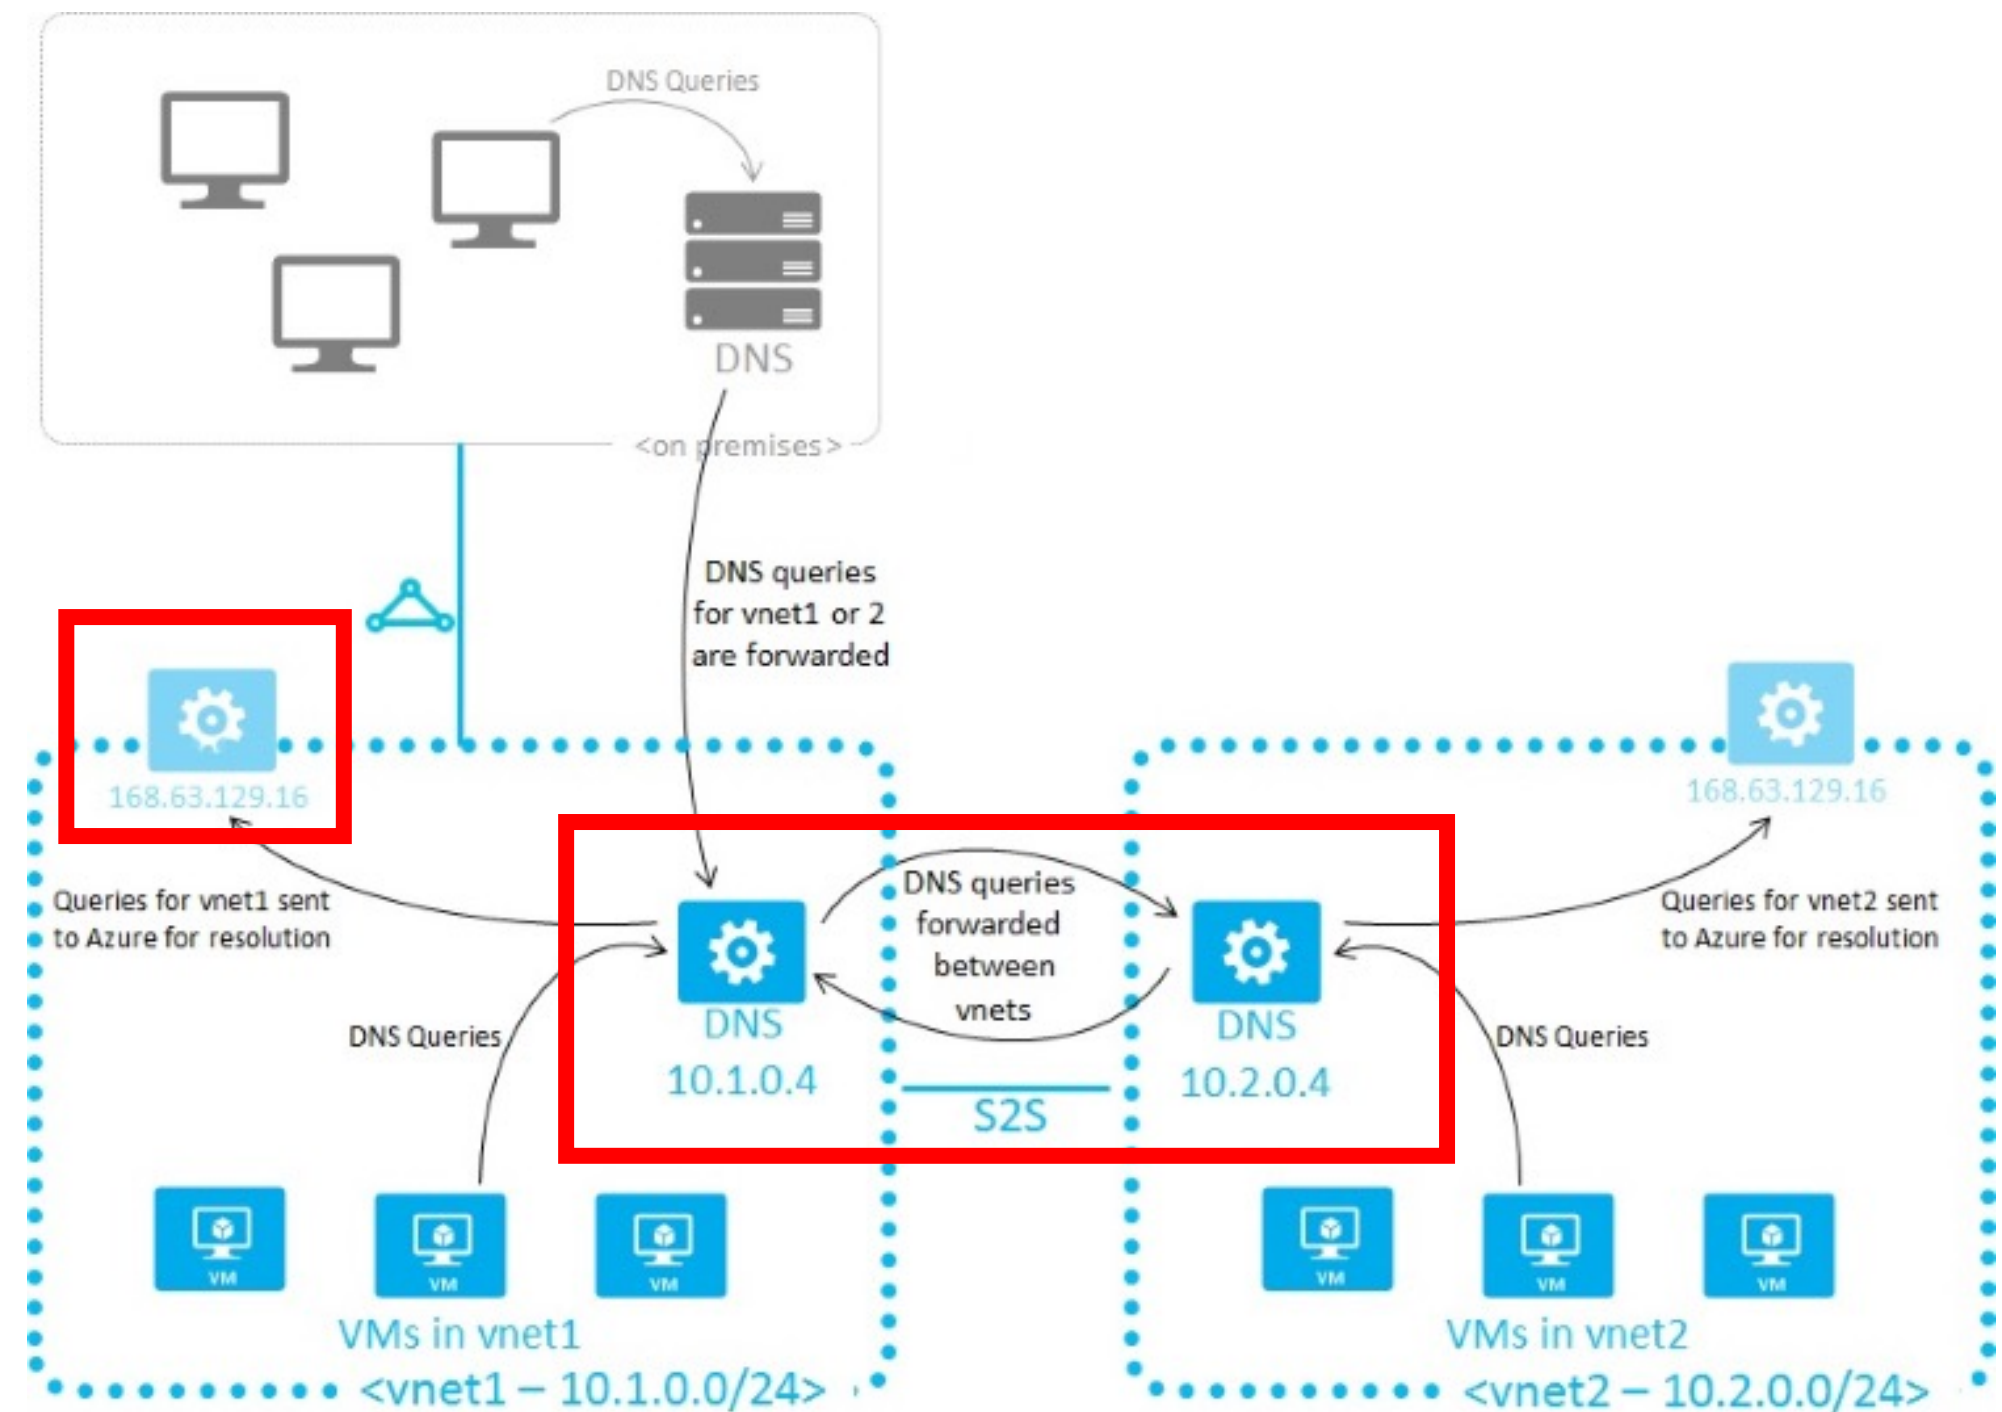 DNS Queries
DNS
<on premises>
DNS queries
for vnet1 or 2
are forwarded
168.63.129.16
168.63.129.16
Queries for vnet1 sent
to Azure for resolution
DNS queries
forwarded
between
vnets
Queries for vnet2 sent
to Azure for resolution
DNS Queries
DNS
10.1.0.4
S2S
DNS
10.2.0.4
DNS Queries
VM
VM
VM
VM
VM
VM
VMs in vnet1
<vnet1 – 10.1.0.0/24>
VMs in vnet2
<vnet2 – 10.2.0.0/24>